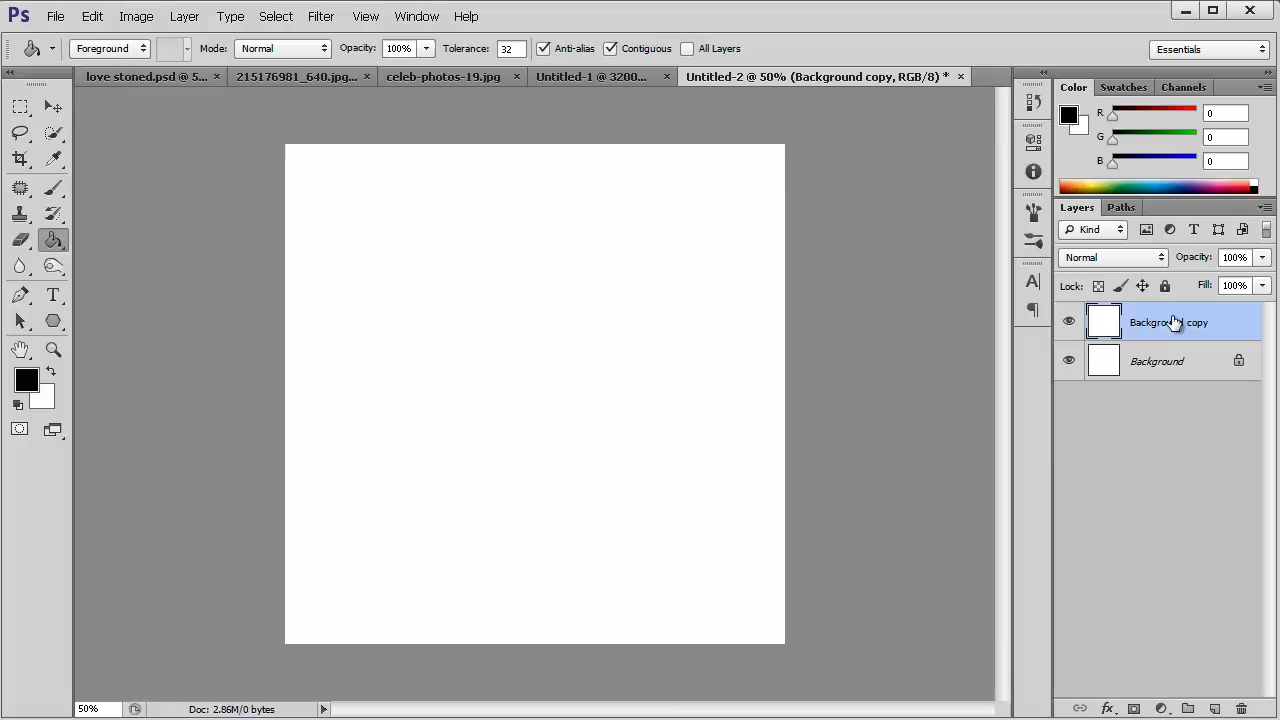 Ps File Edit Image Layer Type Select Filter View Window Help
Foreground Mode: Normal Opacity: 100% Tolerance: 32 Anti-alias Contiguous All Layers Essentials
love stoned.psd @ 5... × 215176981_640.jpg... × celeb-photos-19.jpg × Untitled-1 @ 3200... × Untitled-2 @ 50% (Background copy, RGB/8) * ×
Color Swatches Channels
R 0
G 0
B 0
Layers Paths
Kind
Normal Opacity: 100%
Lock: Fill: 100%
Background copy
Background
50% Doc: 2.86M/0 bytes